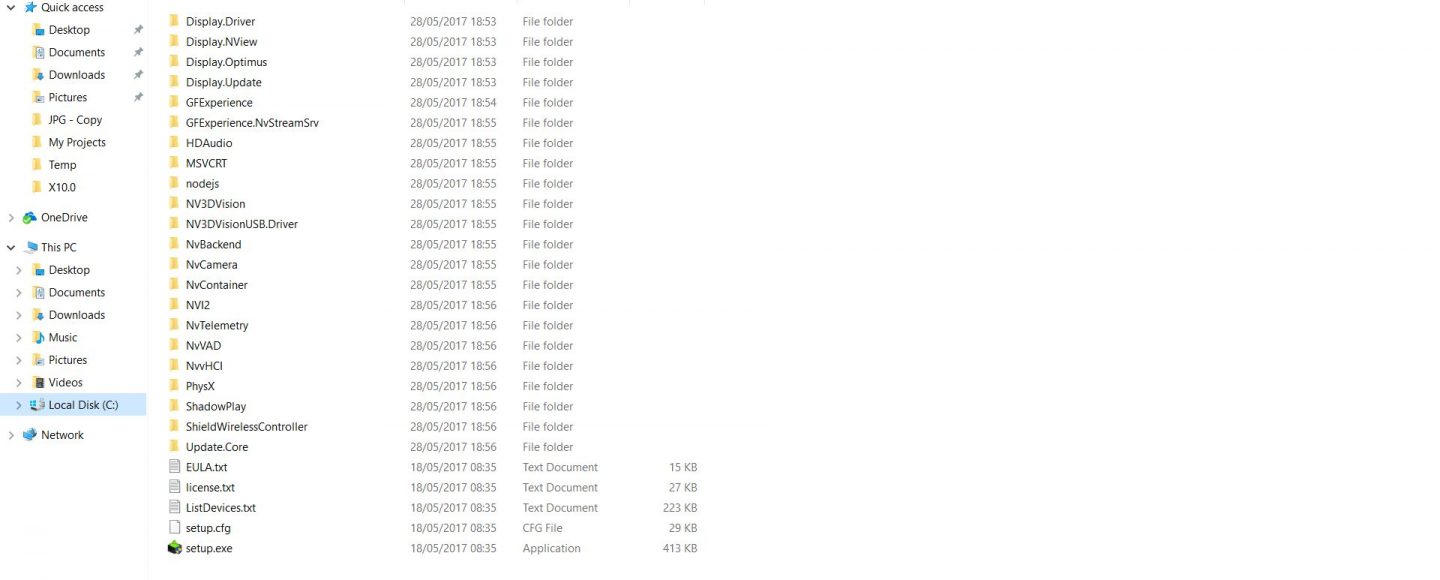 Quick access
Desktop
Documents
Downloads
Pictures
JPG - Copy
My Projects
Temp
X10.0
OneDrive
This PC
Desktop
Documents
Downloads
Music
Pictures
Videos
Local Disk (C:)
Network
Display.Driver 28/05/2017 18:53 File folder
Display.NView 28/05/2017 18:53 File folder
Display.Optimus 28/05/2017 18:53 File folder
Display.Update 28/05/2017 18:53 File folder
GFExperience 28/05/2017 18:54 File folder
GFExperience.NvStreamSrv 28/05/2017 18:55 File folder
HDAudio 28/05/2017 18:55 File folder
MSVCRT 28/05/2017 18:55 File folder
nodejs 28/05/2017 18:55 File folder
NV3DVision 28/05/2017 18:55 File folder
NV3DVisionUSB.Driver 28/05/2017 18:55 File folder
NvBackend 28/05/2017 18:55 File folder
NvCamera 28/05/2017 18:55 File folder
NvContainer 28/05/2017 18:55 File folder
NVI2 28/05/2017 18:56 File folder
NvTelemetry 28/05/2017 18:56 File folder
NvVAD 28/05/2017 18:56 File folder
NvvHCI 28/05/2017 18:56 File folder
PhysX 28/05/2017 18:56 File folder
ShadowPlay 28/05/2017 18:56 File folder
ShieldWirelessController 28/05/2017 18:56 File folder
Update.Core 28/05/2017 18:56 File folder
EULA.txt 18/05/2017 08:35 Text Document 15 KB
license.txt 18/05/2017 08:35 Text Document 27 KB
ListDevices.txt 18/05/2017 08:35 Text Document 223 KB
setup.cfg 18/05/2017 08:35 CFG File 29 KB
setup.exe 18/05/2017 08:35 Application 413 KB